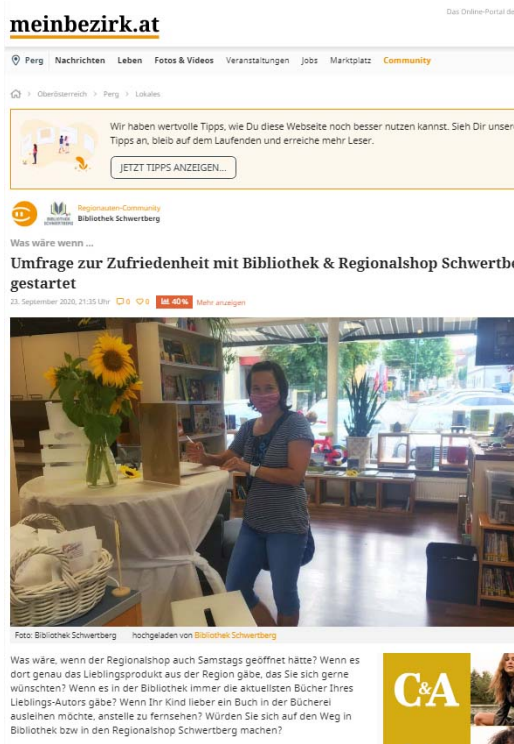 Das Online-Portal de
meinbezirk.at
Perg Nachrichten Leben Fotos & Videos Veranstaltungen Jobs Marktplatz Community
> Oberösterreich > Perg > Lokales
Wir haben wertvolle Tipps, wie Du diese Webseite noch besser nutzen kannst. Sieh Dir unsere
Tipps an, bleib auf dem Laufenden und erreiche mehr Leser.
JETZT TIPPS ANZEIGEN...
Regionauten-Community
Bibliothek Schwertberg
BIBLIOTHEK
SCHWERTBERG
Was wäre wenn ...
Umfrage zur Zufriedenheit mit Bibliothek & Regionalshop Schwertbe
gestartet
23. September 2020, 21:35 Uhr 0 0 40% Mehr anzeigen
Foto: Bibliothek Schwertberg hochgeladen von Bibliothek Schwertberg
Was wäre, wenn der Regionalshop auch Samstags geöffnet hätte? Wenn es
dort genau das Lieblingsprodukt aus der Region gäbe, das Sie sich gerne
wünschten? Wenn es in der Bibliothek immer die aktuellsten Bücher Ihres
Lieblings-Autors gäbe? Wenn Ihr Kind lieber ein Buch in der Bücherei
ausleihen möchte, anstelle zu fernsehen? Würden Sie sich auf den Weg in
Bibliothek bzw in den Regionalshop Schwertberg machen?
C&A